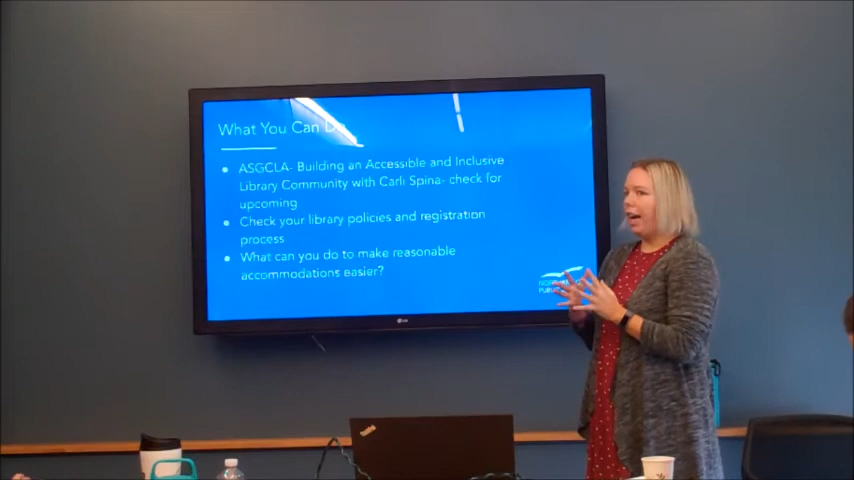 What You Can Do
● ASGCLA- Building an Accessible and Inclusive
Library Community with Carli Spina- check for
upcoming
● Check your library policies and registration
process
● What can you do to make reasonable
accommodations easier?
LG